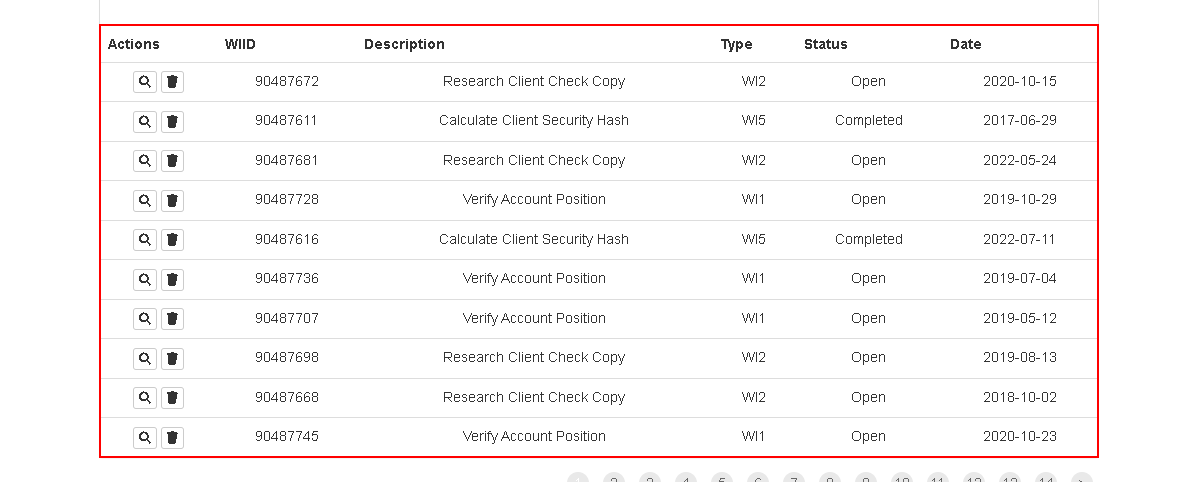 Actions WIID Description Type Status Date
90487672 Research Client Check Copy WI2 Open 2020-10-15
90487611 Calculate Client Security Hash WI5 Completed 2017-06-29
90487681 Research Client Check Copy WI2 Open 2022-05-24
90487728 Verify Account Position WI1 Open 2019-10-29
90487616 Calculate Client Security Hash WI5 Completed 2022-07-11
90487736 Verify Account Position WI1 Open 2019-07-04
90487707 Verify Account Position WI1 Open 2019-05-12
90487698 Research Client Check Copy WI2 Open 2019-08-13
90487668 Research Client Check Copy WI2 Open 2018-10-02
90487745 Verify Account Position WI1 Open 2020-10-23